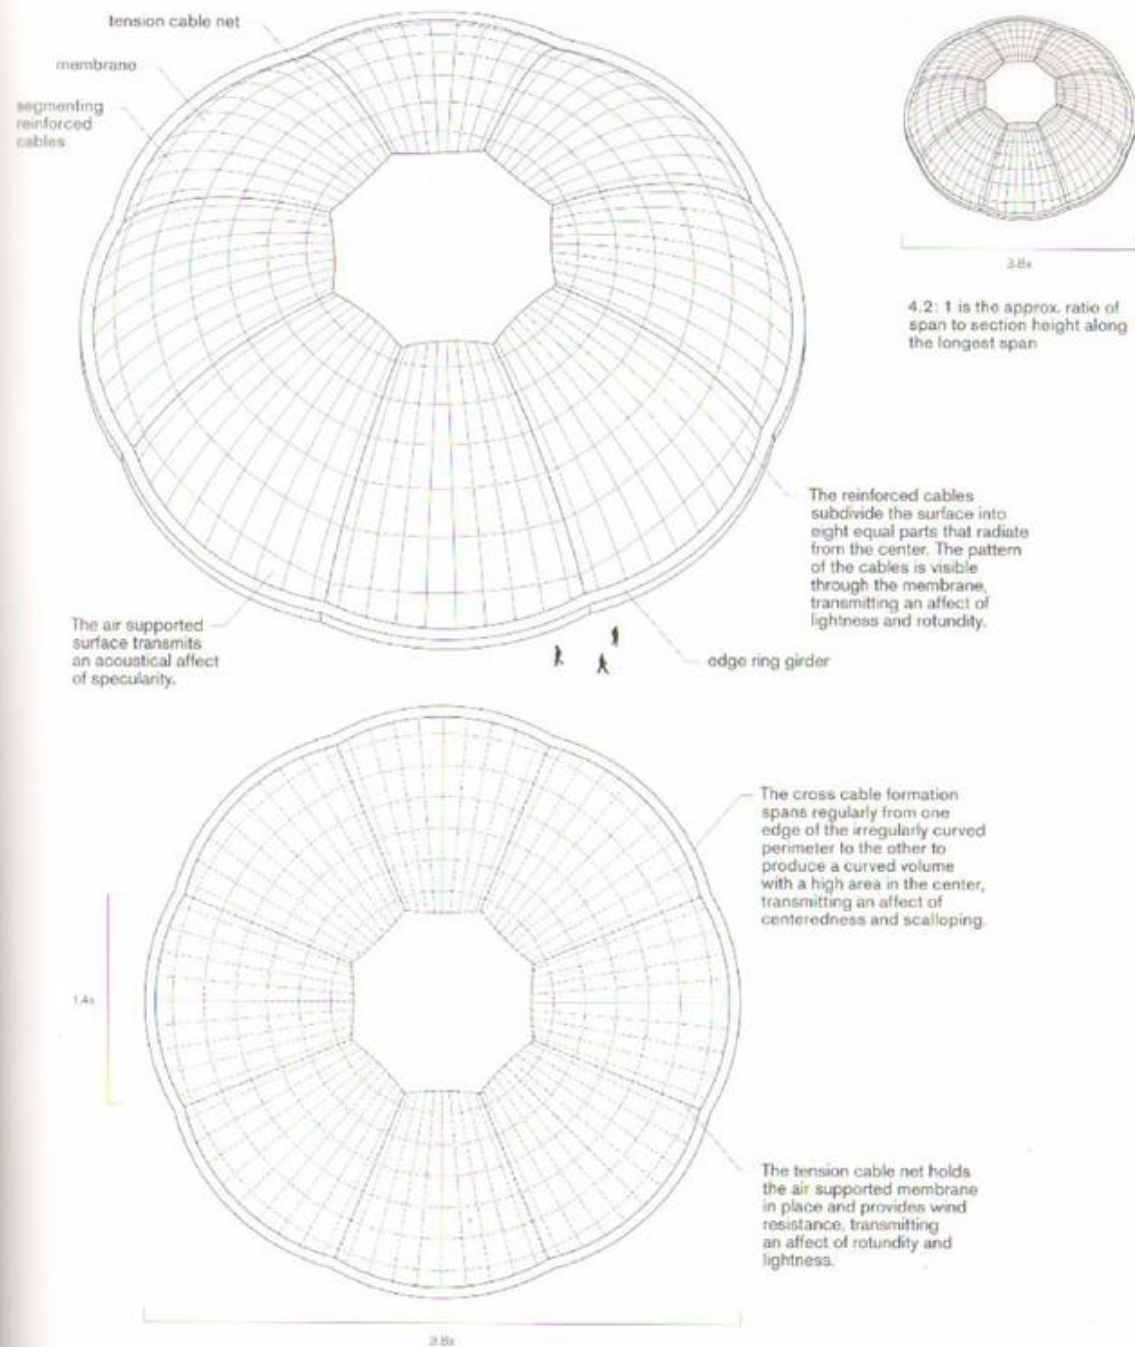 tension cable net
membrane
segmenting
reinforced
cables
3.8x
4.2: 1 is the approx. ratio of
span to section height along
the longest span
The reinforced cables
subdivide the surface into
eight equal parts that radiate
from the center. The pattern
of the cables is visible
through the membrane,
transmitting an affect of
lightness and rotundity.
The air supported
surface transmits
an acoustical affect
of specularity.
edge ring girder
The cross cable formation
spans regularly from one
edge of the irregularly curved
perimeter to the other to
produce a curved volume
with a high area in the center,
transmitting an affect of
centeredness and scalloping.
1.4x
The tension cable net holds
the air supported membrane
in place and provides wind
resistance, transmitting
an affect of rotundity and
lightness.
3.8x